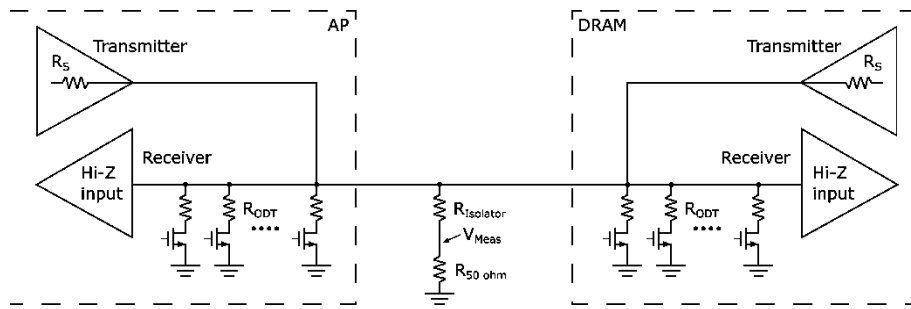 AP
DRAM
Transmitter
Transmitter
RS
RS
Receiver
Receiver
Hi-Z
input
Hi-Z
input
RODT
RIsolator
RODT
VMeas
R50 ohm